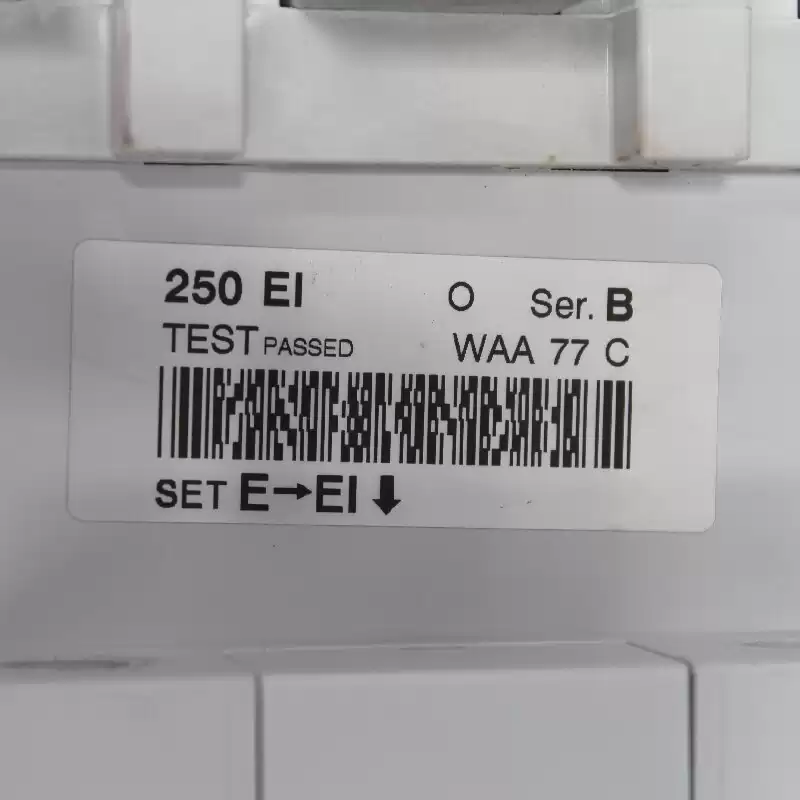 250 EI O Ser. B
TEST PASSED WAA 77 C
SET E→EI ↓